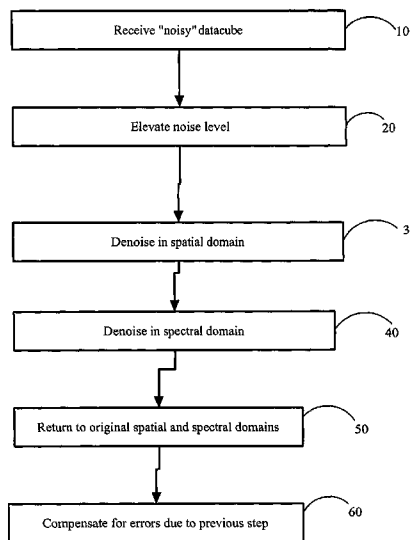 Receive "noisy" datacube
10
Elevate noise level
20
Denoise in spatial domain
3
Denoise in spectral domain
40
Return to original spatial and spectral domains
50
Compensate for errors due to previous step
60